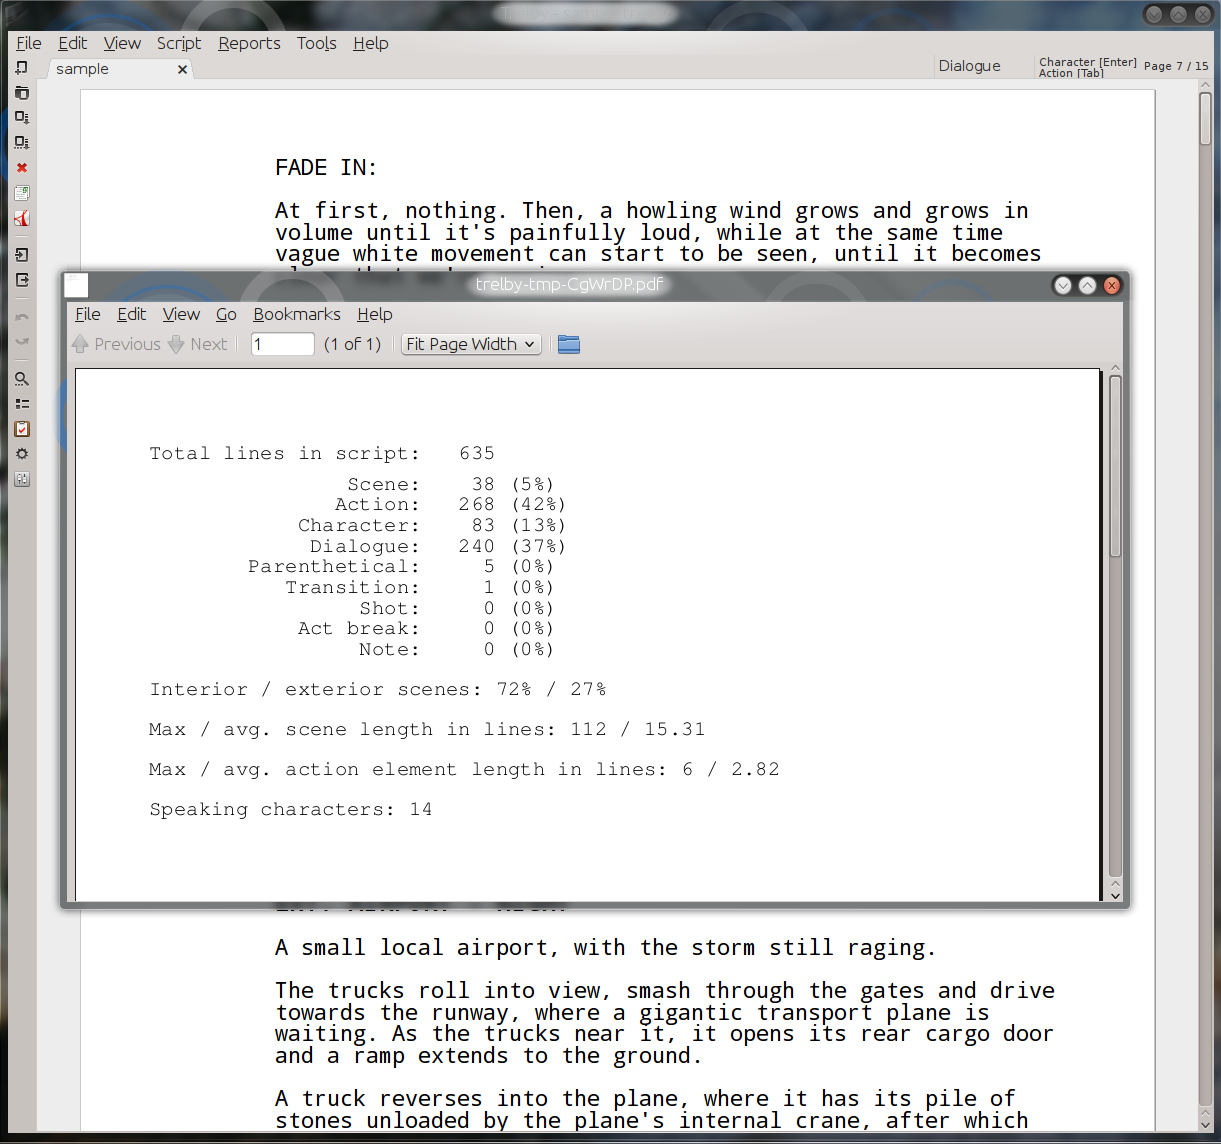 File Edit View Script Reports Tools Help
sample
Dialogue
Character [Enter]
Action [Tab]
Page 7 / 15
FADE IN:
At first, nothing. Then, a howling wind grows and grows in
volume until it's painfully loud, while at the same time
vague white movement can start to be seen, until it becomes
trelby-tmp-CgWrDP.pdf
File Edit View Go Bookmarks Help
Previous Next 1 (1 of 1) Fit Page Width
Total lines in script: 635
Scene: 38 (5%)
Action: 268 (42%)
Character: 83 (13%)
Dialogue: 240 (37%)
Parenthetical: 5 (0%)
Transition: 1 (0%)
Shot: 0 (0%)
Act break: 0 (0%)
Note: 0 (0%)
Interior / exterior scenes: 72% / 27%
Max / avg. scene length in lines: 112 / 15.31
Max / avg. action element length in lines: 6 / 2.82
Speaking characters: 14
A small local airport, with the storm still raging.
The trucks roll into view, smash through the gates and drive
towards the runway, where a gigantic transport plane is
waiting. As the trucks near it, it opens its rear cargo door
and a ramp extends to the ground.
A truck reverses into the plane, where it has its pile of
stones unloaded by the plane's internal crane, after which